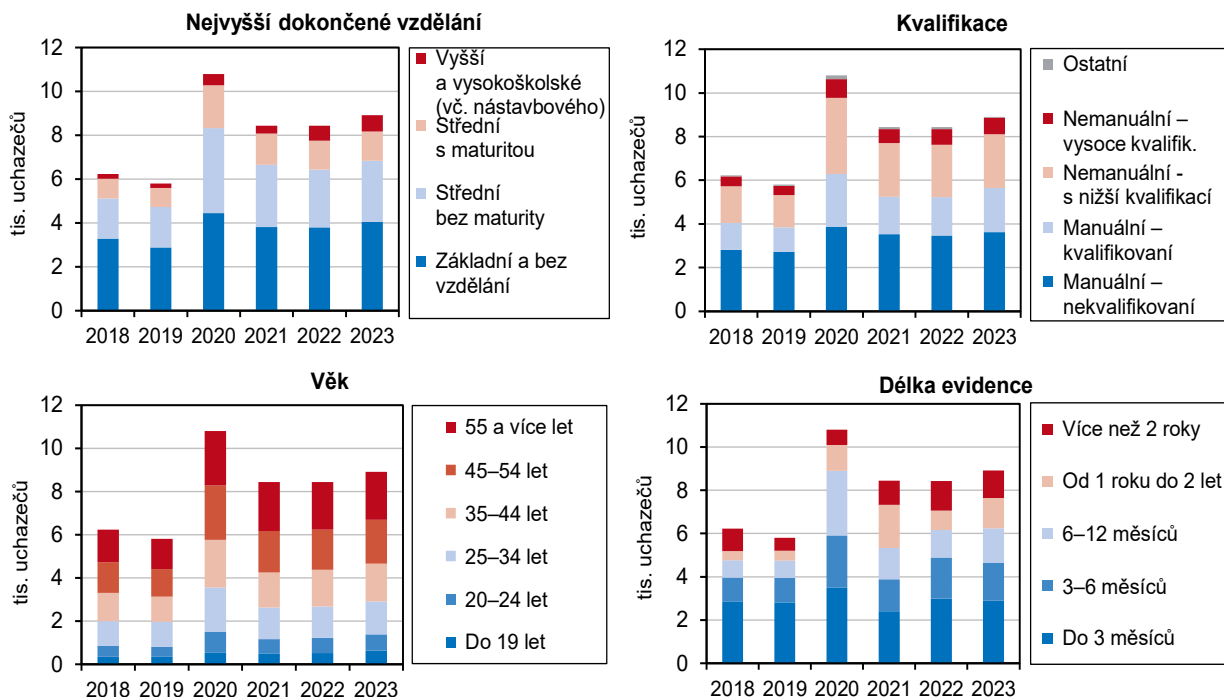 Nejvyšší dokončené vzdělání
tis. uchazečů
12
10
8
6
4
2
0
2018 2019 2020 2021 2022 2023
Vyšší
a vysokoškolské
(vč. nástavbového)
Střední
s maturitou
Střední
bez maturity
Základní a bez
vzdělání
Kvalifikace
tis. uchazečů
12
10
8
6
4
2
0
2018 2019 2020 2021 2022 2023
Ostatní
Nemanuální –
vysoce kvalifik.
Nemanuální -
s nižší kvalifikací
Manuální –
kvalifikovaní
Manuální –
nekvalifikovaní
Věk
tis. uchazečů
12
10
8
6
4
2
0
2018 2019 2020 2021 2022 2023
55 a více let
45–54 let
35–44 let
25–34 let
20–24 let
Do 19 let
Délka evidence
tis. uchazečů
12
10
8
6
4
2
0
2018 2019 2020 2021 2022 2023
Více než 2 roky
Od 1 roku do 2 let
6–12 měsíců
3–6 měsíců
Do 3 měsíců